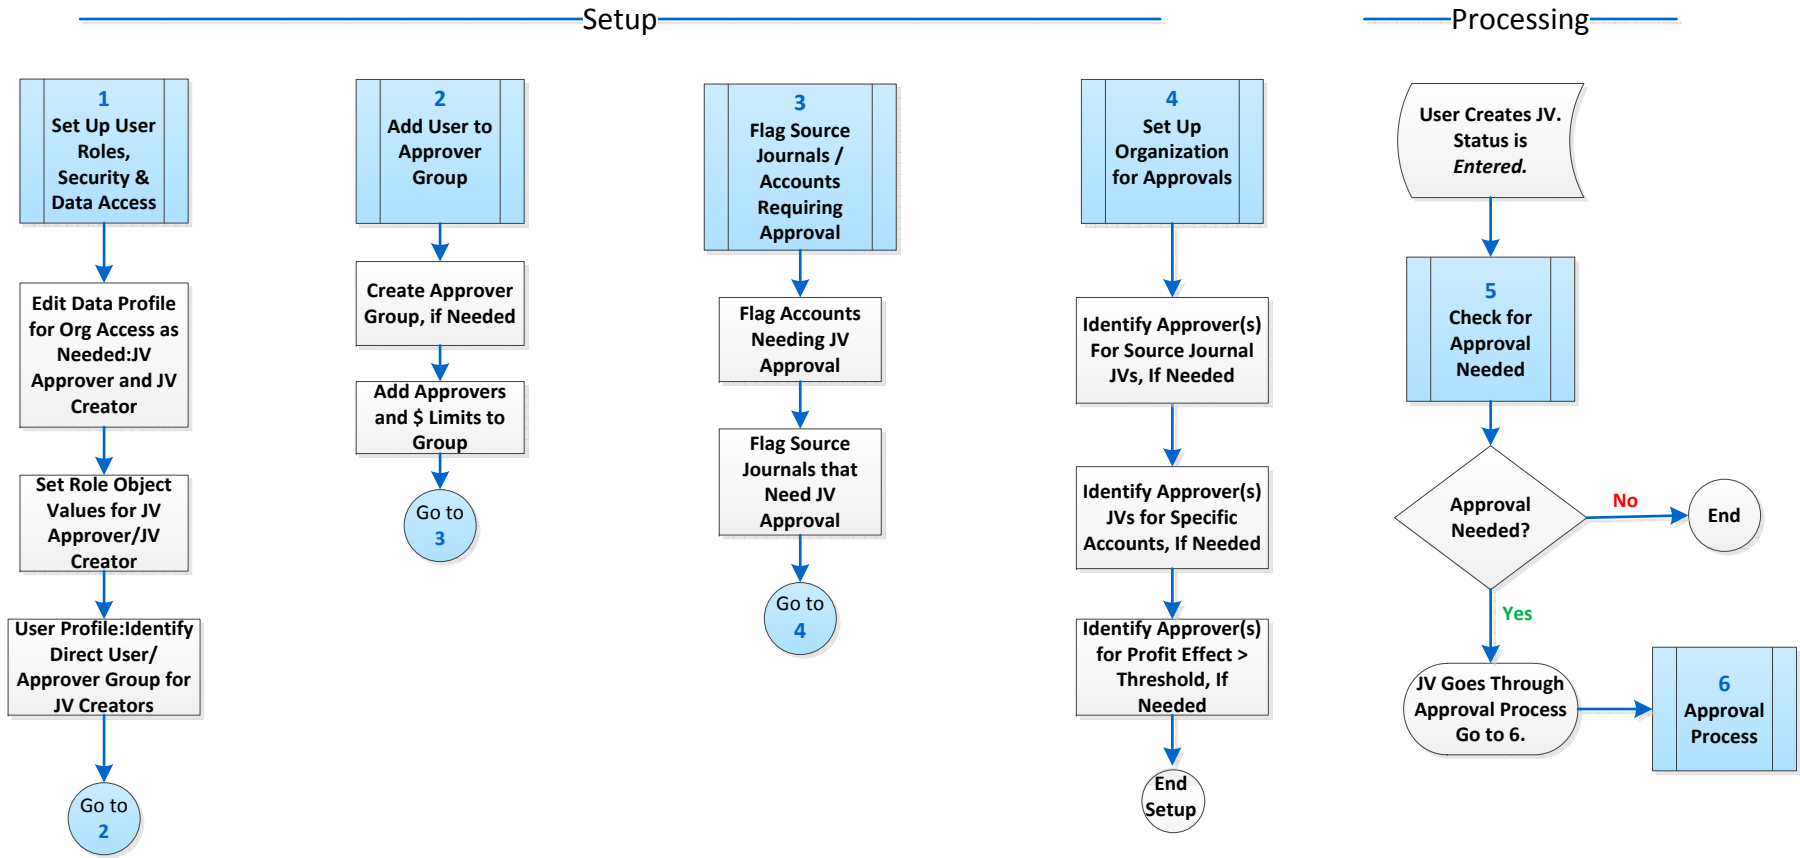 Setup
Processing
1
Set Up User
Roles,
Security &
Data Access
Edit Data Profile
for Org Access as
Needed:JV
Approver and JV
Creator
Set Role Object
Values for JV
Approver/JV
Creator
User Profile:Identify
Direct User/
Approver Group for
JV Creators
Go to
2
2
Add User to
Approver
Group
Create Approver
Group, if Needed
Add Approvers
and $ Limits to
Group
Go to
3
3
Flag Source
Journals /
Accounts
Requiring
Approval
Flag Accounts
Needing JV
Approval
Flag Source
Journals that
Need JV
Approval
Go to
4
4
Set Up
Organization
for Approvals
Identify Approver(s)
For Source Journal
JVs, If Needed
Identify Approver(s)
JVs for Specific
Accounts, If Needed
Identify Approver(s)
for Profit Effect >
Threshold, If
Needed
End
Setup
User Creates JV.
Status is
Entered.
5
Check for
Approval
Needed
Approval
Needed?
No
End
Yes
JV Goes Through
Approval Process
Go to 6.
6
Approval
Process